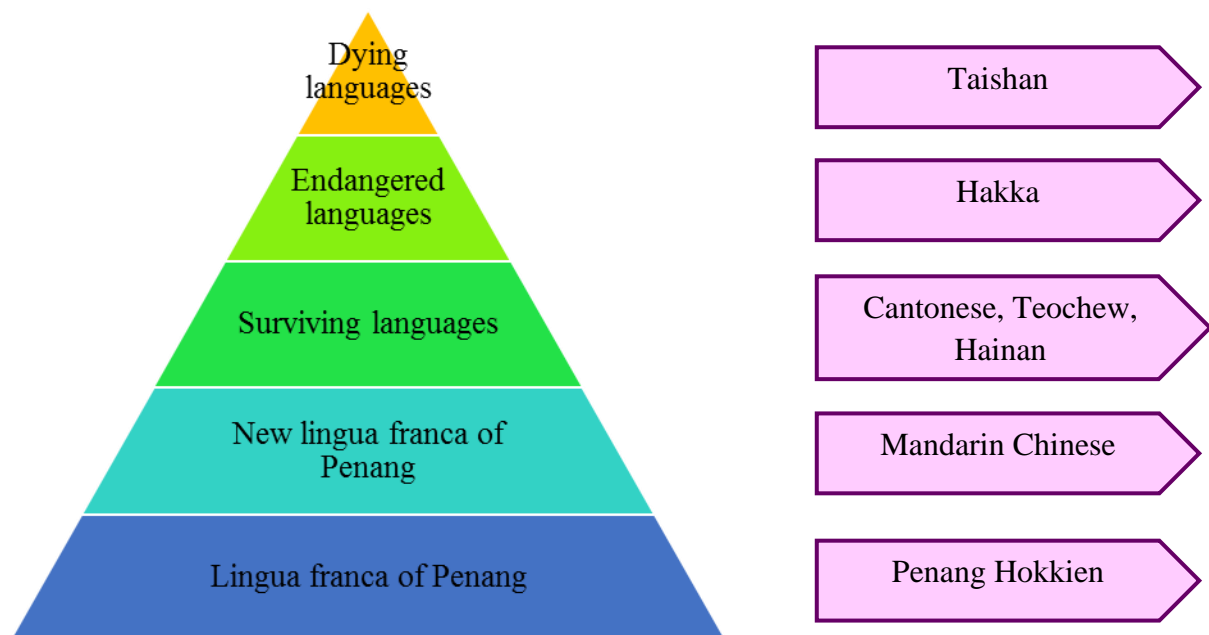 Dying
languages
Taishan
Endangered
languages
Hakka
Surviving languages
Cantonese, Teochew,
Hainan
New lingua franca of
Penang
Mandarin Chinese
Lingua franca of Penang
Penang Hokkien